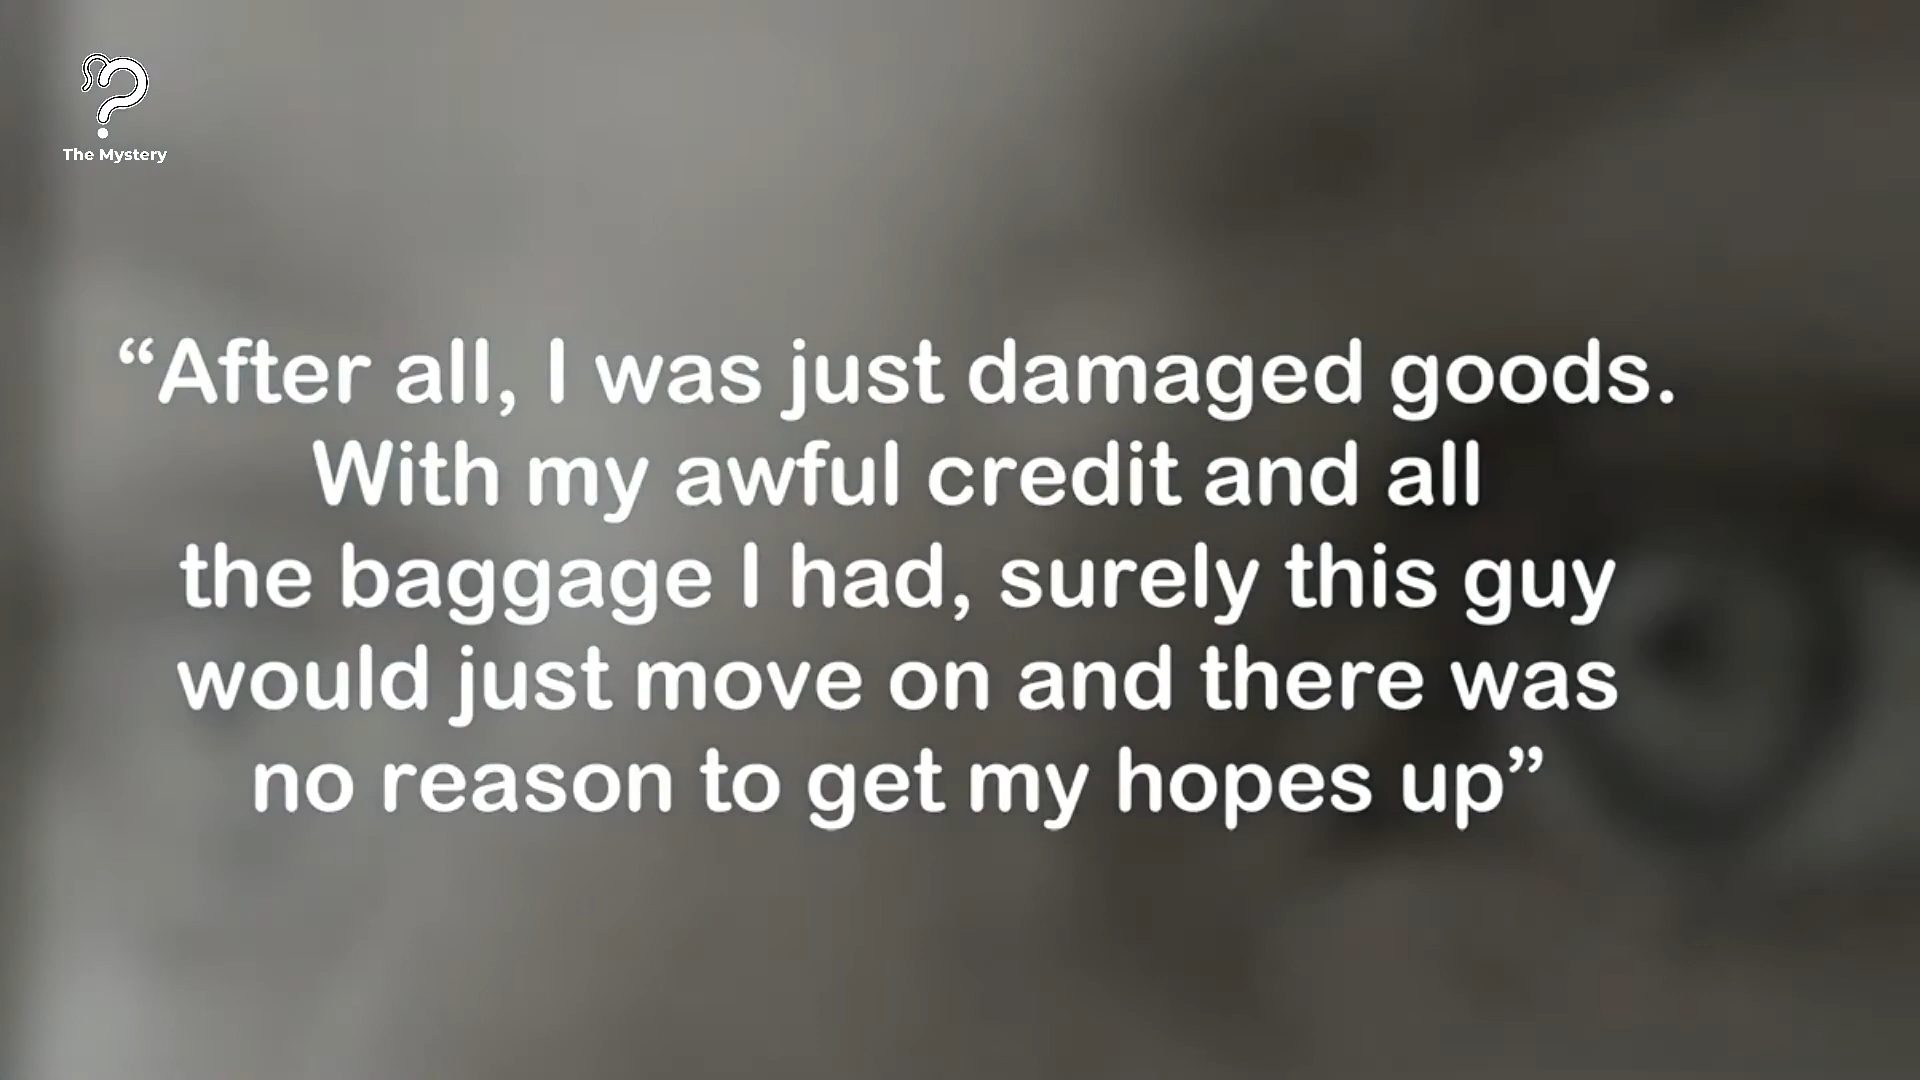 The Mystery
“After all, I was just damaged goods.
With my awful credit and all
the baggage I had, surely this guy
would just move on and there was
no reason to get my hopes up”